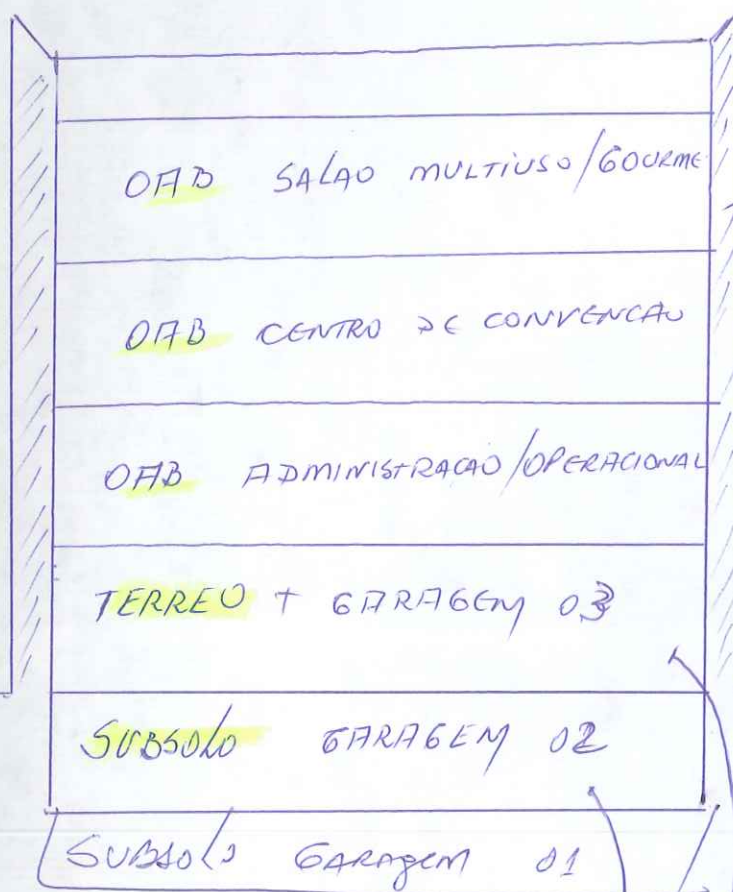 OAB SALAO MULTIUSO/GOURME
OAB CENTRO DE CONVENCAO
OAB ADMINISTRACAO/OPERACIONAL
TERREO + GARAGEM 03
SUBSOLO GARAGEM 02
SUBSOLO GARAGEM 01